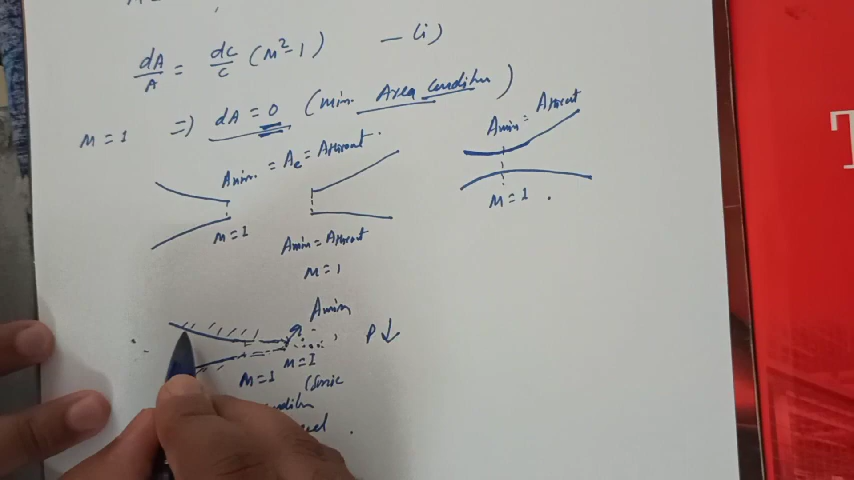 dA/A = dc/c (M²-1) — (i)
M = 1 => dA = 0 (min. Area Condition)
Amin. = Ae = Athroat.
Amin = Athroat
M=1
M=1.
Amin = Athroat
M=1
Amin
P↓
M=1
M=1 (Sonic
T